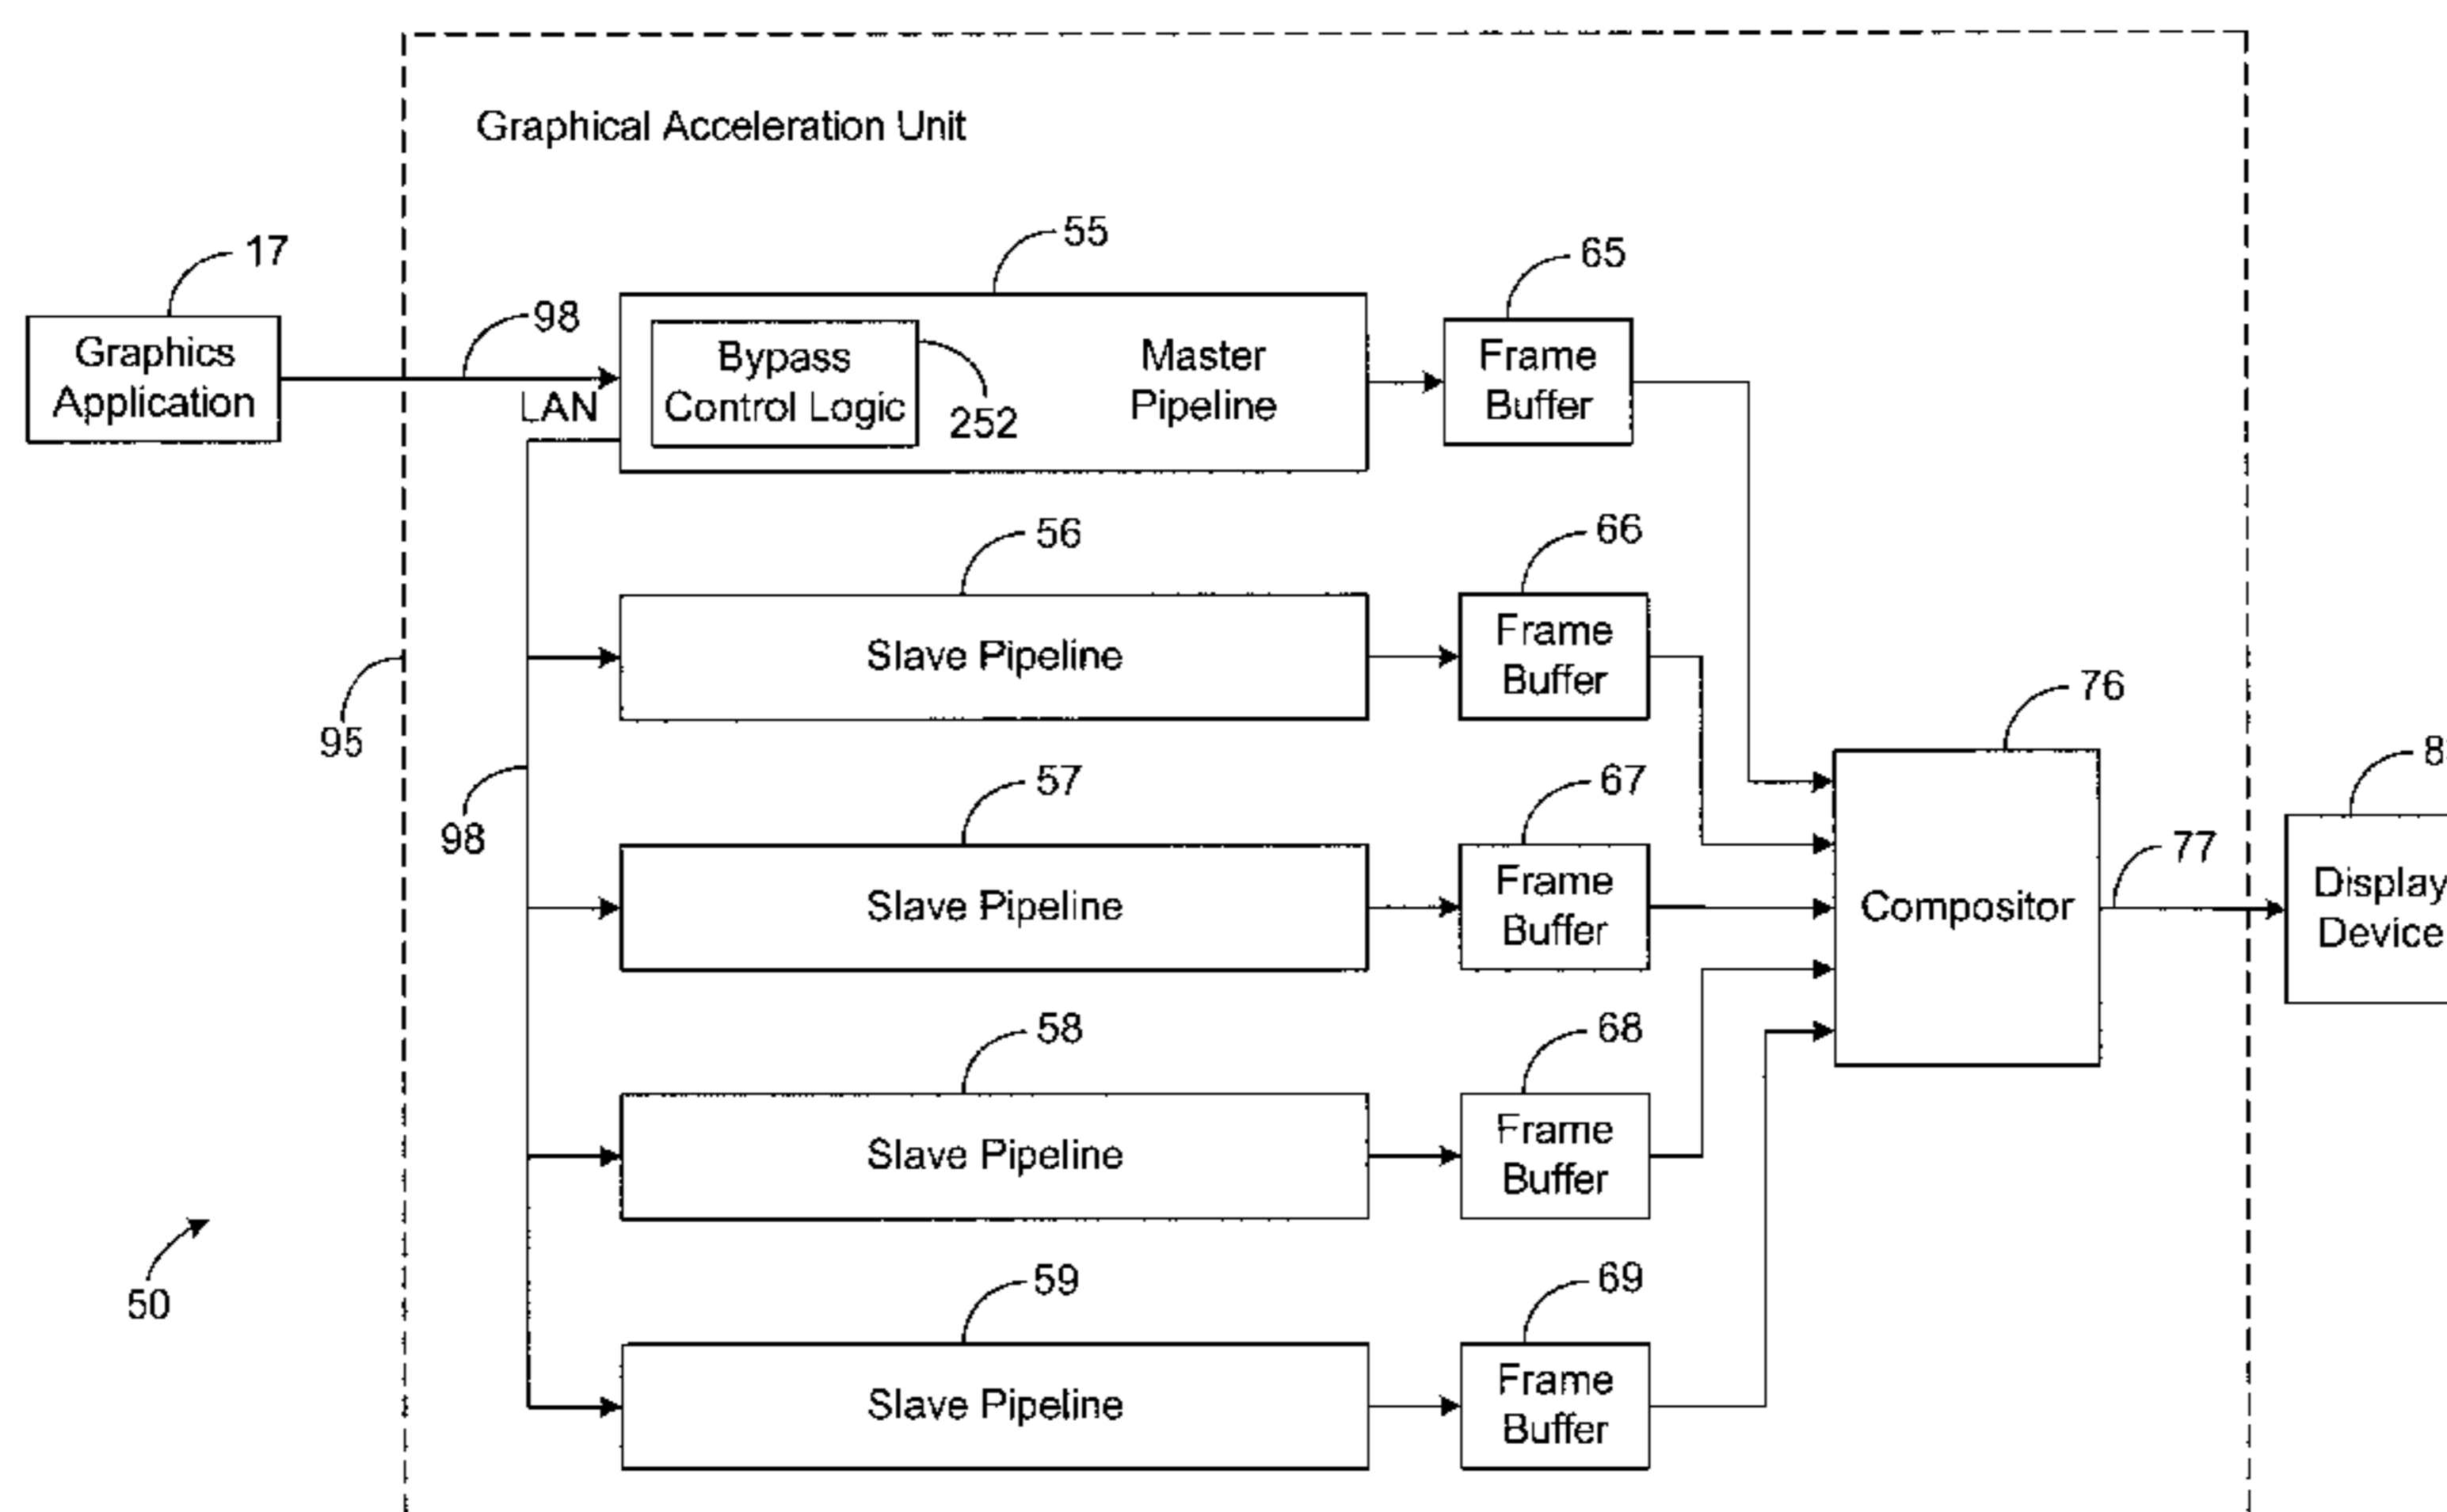 Graphical Acceleration Unit
17
Graphics
Application
98
LAN
55
Bypass
Control Logic
252
Master
Pipeline
65
Frame
Buffer
56
Slave Pipeline
66
Frame
Buffer
95
98
57
Slave Pipeline
67
Frame
Buffer
76
Compositor
77
8
Display
Device
58
Slave Pipeline
68
Frame
Buffer
50
59
Slave Pipeline
69
Frame
Buffer